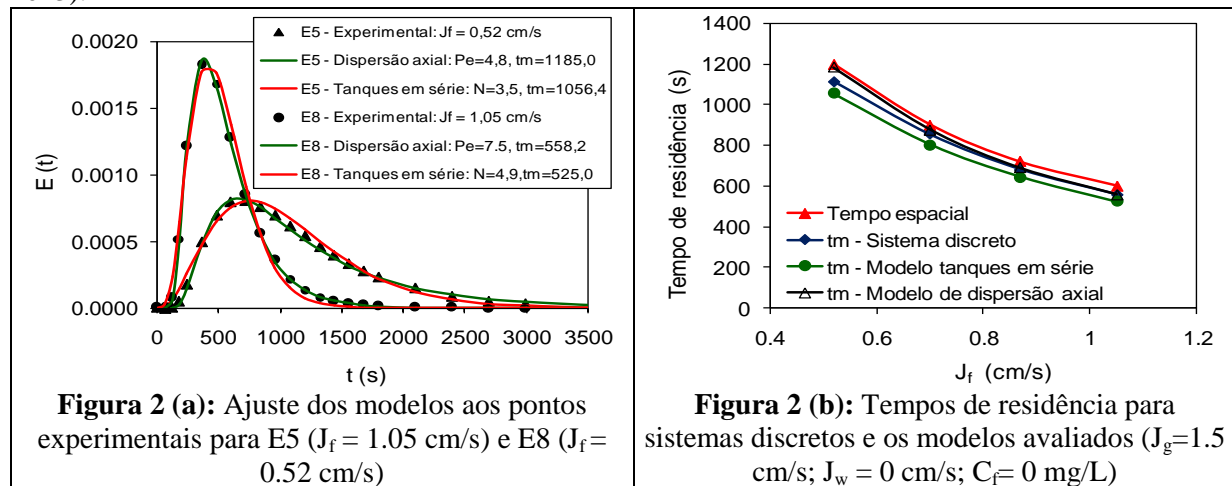 0.0020
0.0015
0.0010
0.0005
0.0000
E (t)
E5 - Experimental: Jf = 0,52 cm/s
E5 - Dispersão axial: Pe=4,8, tm=1185,0
E5 - Tanques em série: N=3,5, tm=1056,4
E8 - Experimental: Jf = 1,05 cm/s
E8 - Dispersão axial: Pe=7.5, tm=558,2
E8 - Tanques em série: N=4,9,tm=525,0
0 500 1000 1500 2000 2500 3000 3500
t (s)
Figura 2 (a): Ajuste dos modelos aos pontos
experimentais para E5 (Jf = 1.05 cm/s) e E8 (Jf =
0.52 cm/s)
1400
1200
1000
800
600
400
200
0
Tempo de residência (s)
Tempo espacial
tm - Sistema discreto
tm - Modelo tanques em série
tm - Modelo de dispersão axial
0.4 0.6 0.8 1 1.2
Jf (cm/s)
Figura 2 (b): Tempos de residência para
sistemas discretos e os modelos avaliados (Jg=1.5
cm/s; Jw = 0 cm/s; Cf= 0 mg/L)